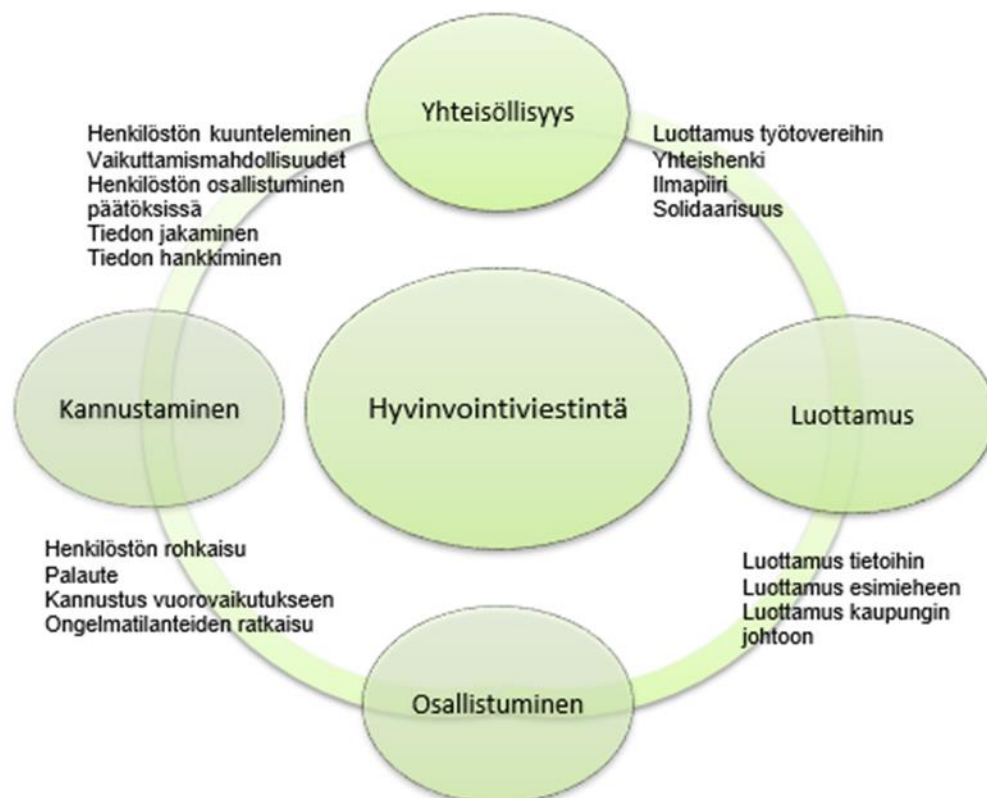 Yhteisöllisyys
Henkilöstön kuunteleminen
Vaikuttamismahdollisuudet
Henkilöstön osallistuminen
päätöksissä
Tiedon jakaminen
Tiedon hankkiminen
Luottamus työtovereihin
Yhteishenki
Ilmapiiri
Solidaarisuus
Kannustaminen
Hyvinvointiviestintä
Luottamus
Henkilöstön rohkaisu
Palaute
Kannustus vuorovaikutukseen
Ongelmatilanteiden ratkaisu
Luottamus tietoihin
Luottamus esimieheen
Luottamus kaupungin
johtoon
Osallistuminen